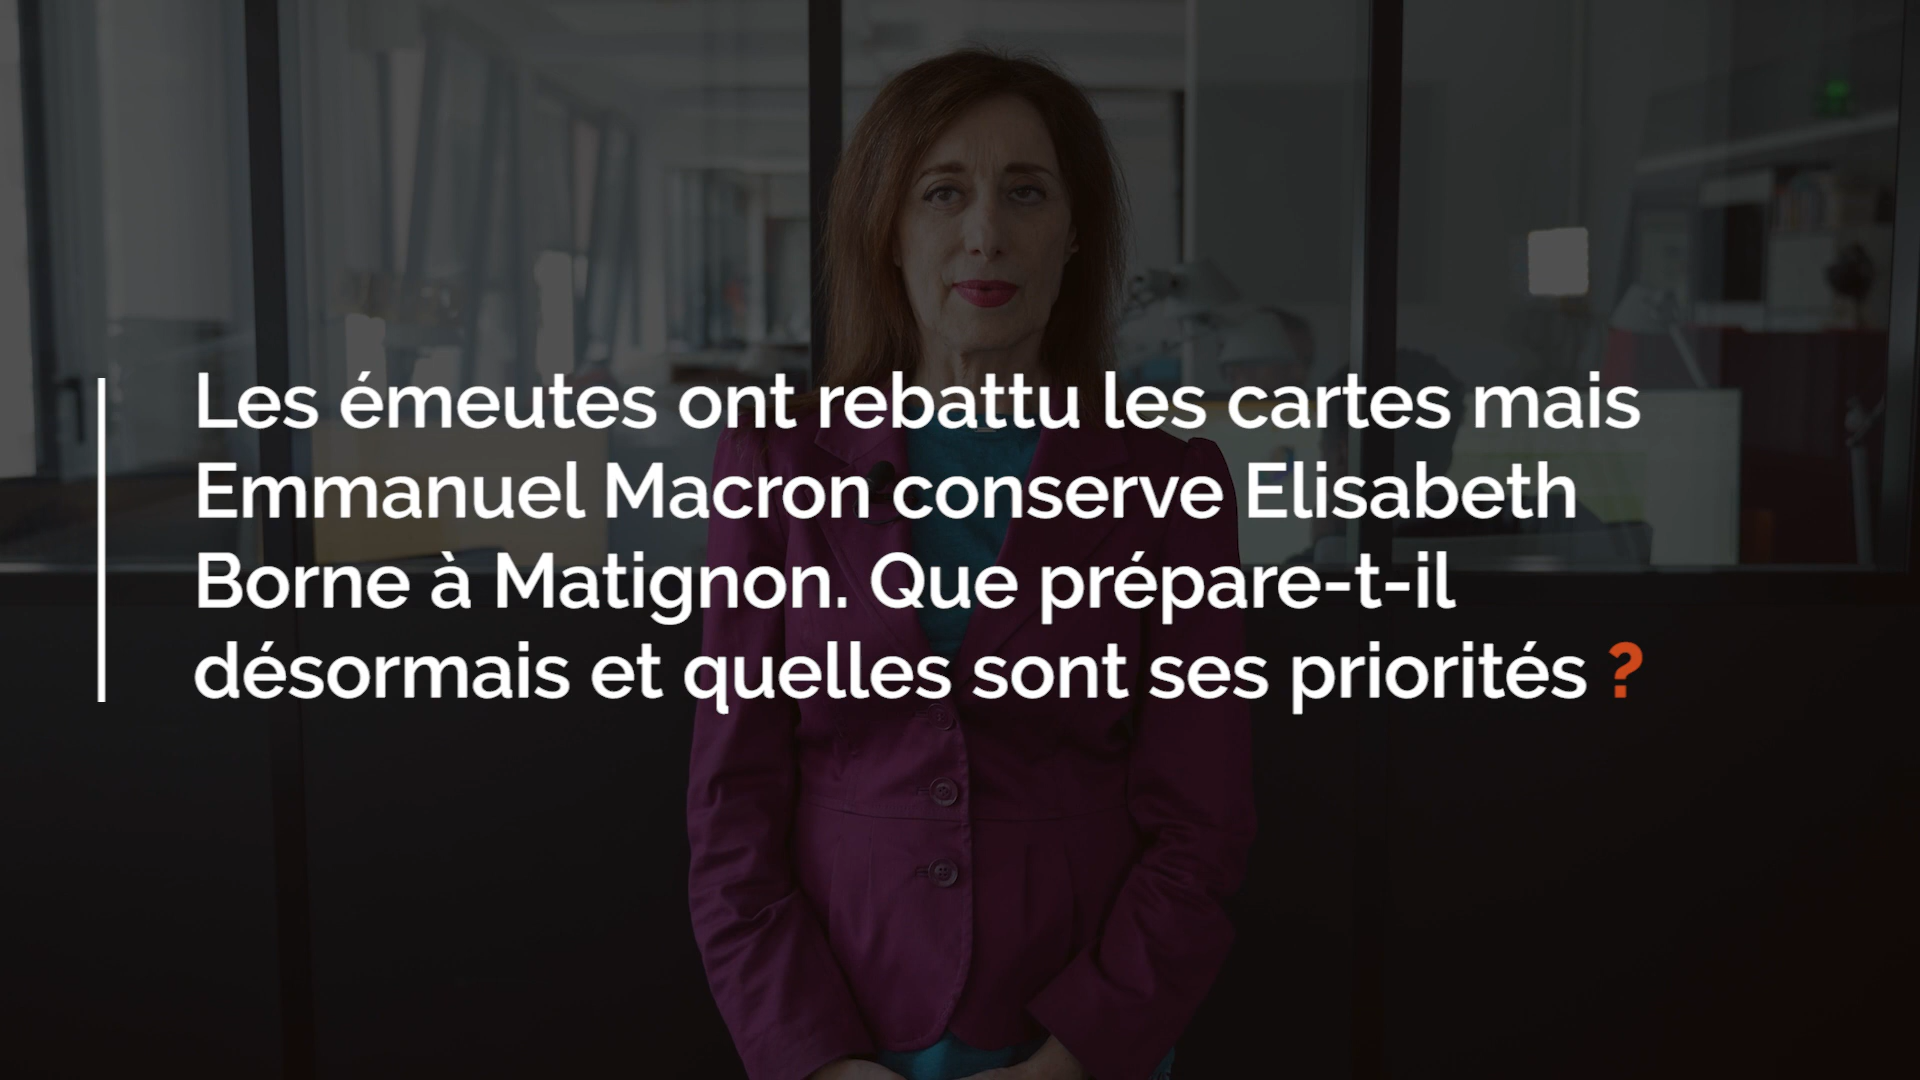 Les émeutes ont rebattu les cartes mais
Emmanuel Macron conserve Elisabeth
Borne à Matignon. Que prépare-t-il
désormais et quelles sont ses priorités ?